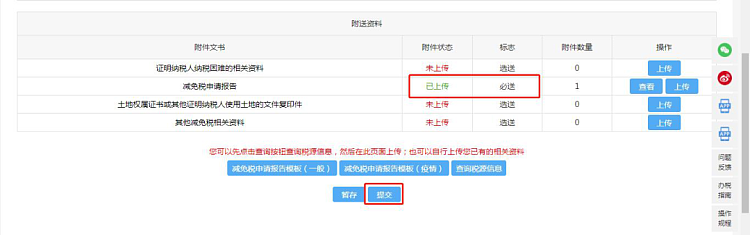 附送资料
附件文书 附件状态 标志 附件数量 操作
证明纳税人纳税困难的相关资料 未上传 选送 0 上传
减免税申请报告 已上传 必送 1 查看 上传
土地权属证书或其他证明纳税人使用土地的文件复印件 未上传 选送 0 上传
其他减免税相关资料 未上传 选送 0 上传
您可以先点击查询按钮查询税源信息，然后在此页面上传；也可以自行上传您已有的相关资料
减免税申请报告模板（一般） 减免税申请报告模板（疫情） 查询税源信息
暂存 提交
APP
APP
问题
反馈
办税
指南
操作
规程